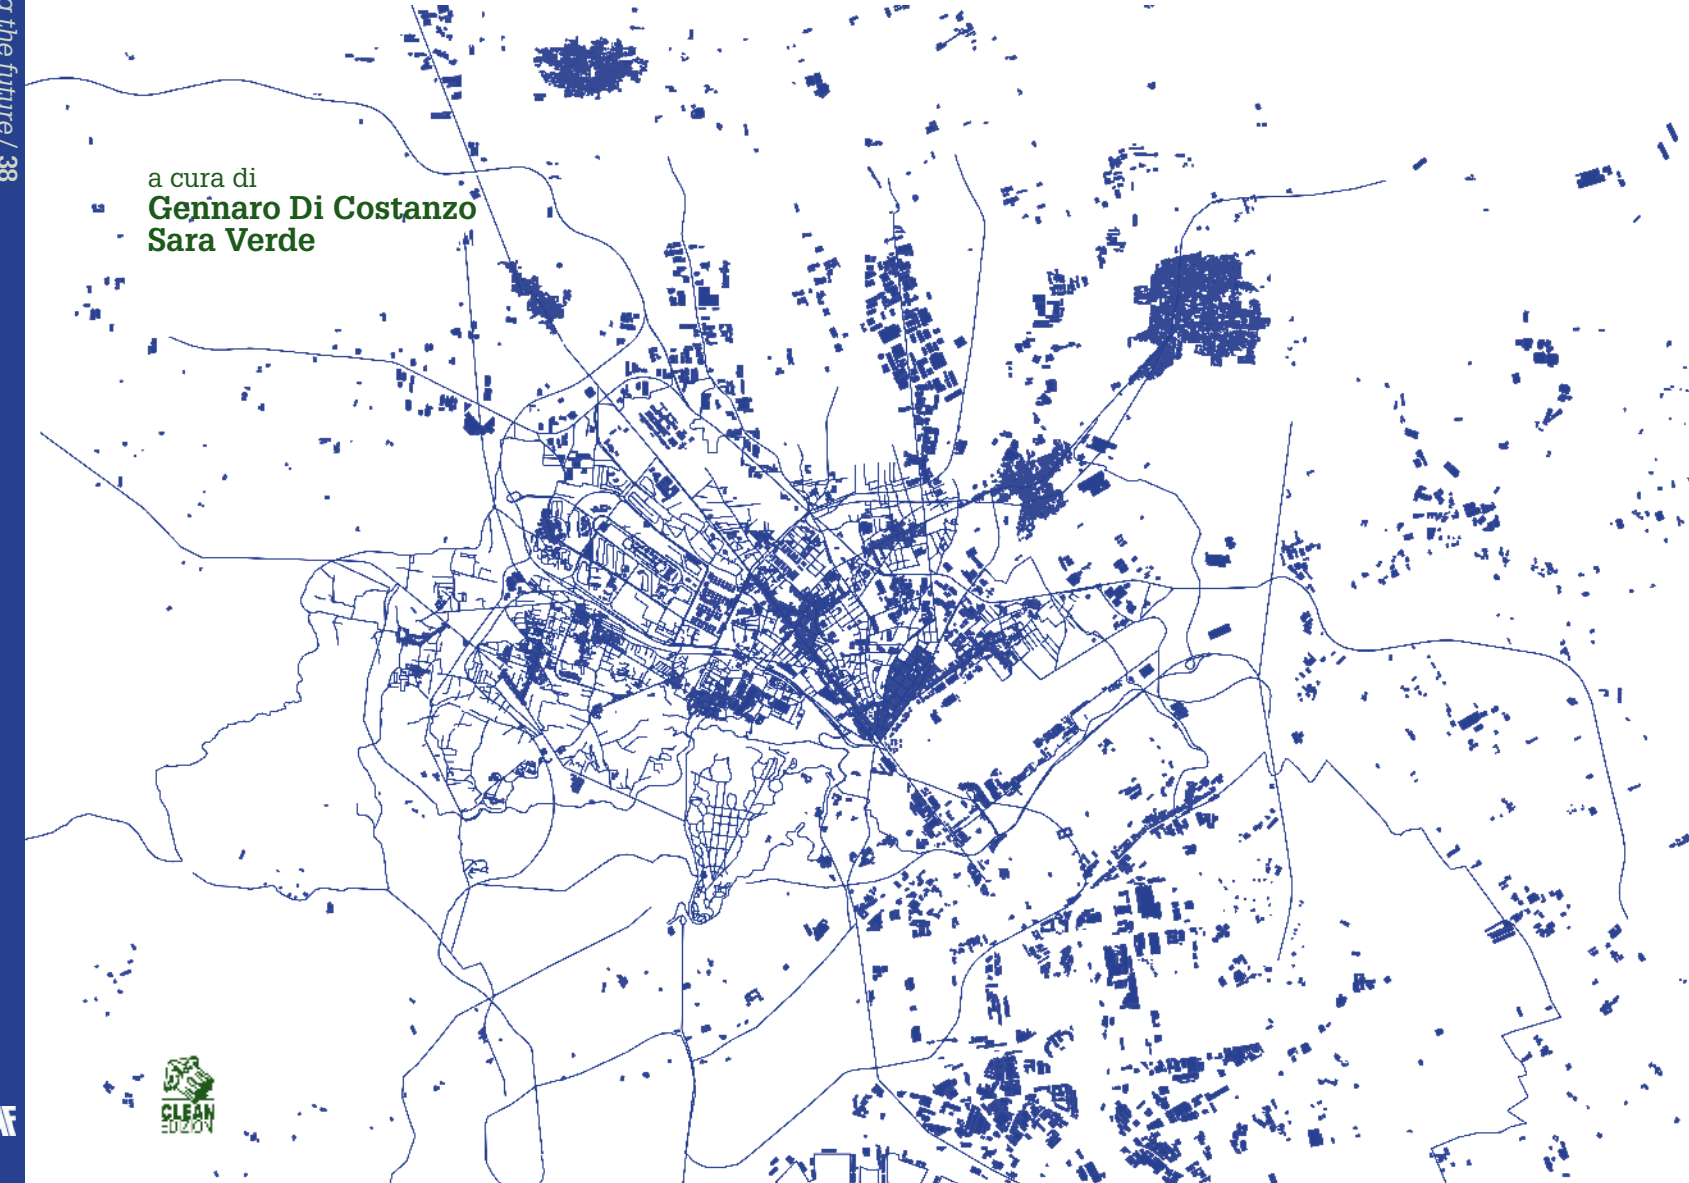 the future / 38
a cura di
Gennaro Di Costanzo
Sara Verde
CLEAN
EDIZIONI